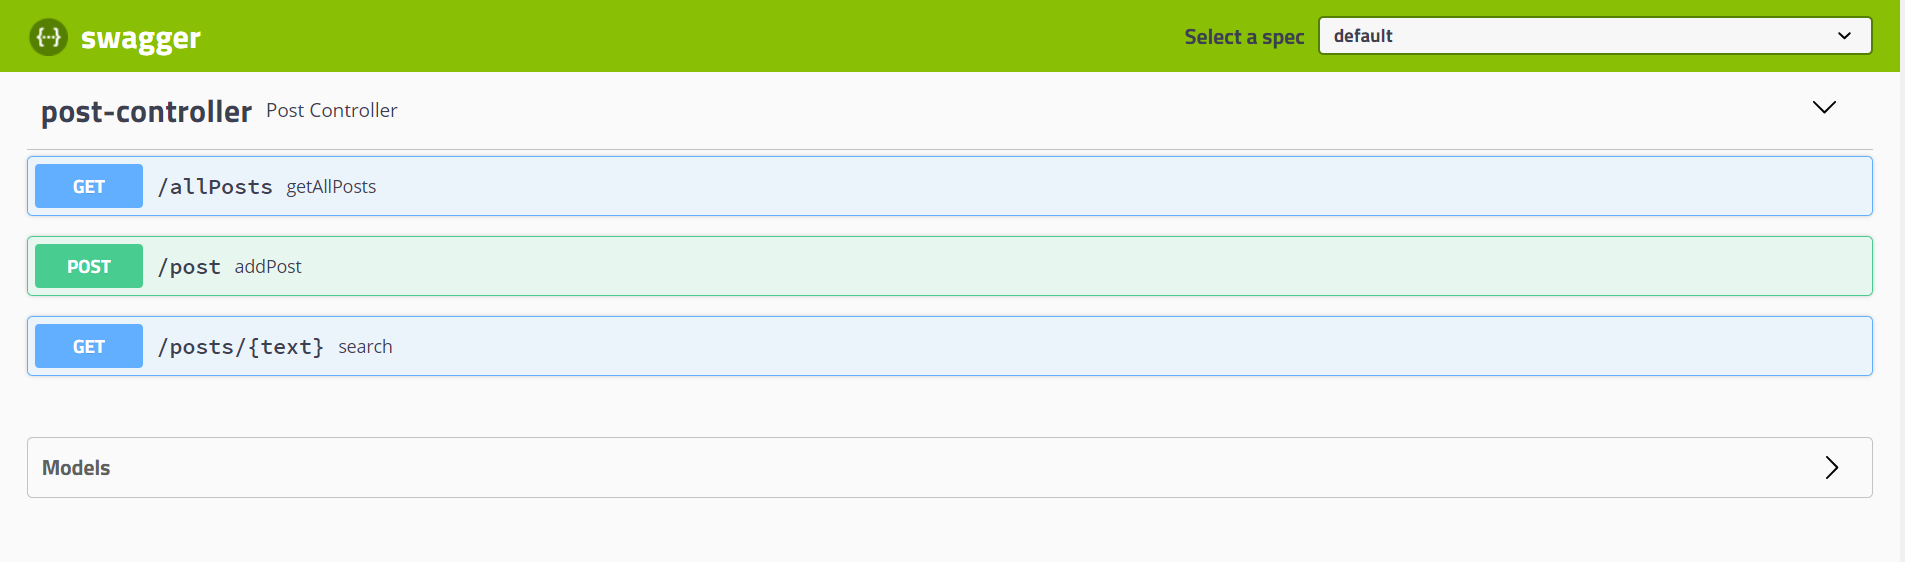 {···} swagger
Select a spec default
post-controller Post Controller
GET /allPosts getAllPosts
POST /post addPost
GET /posts/{text} search
Models